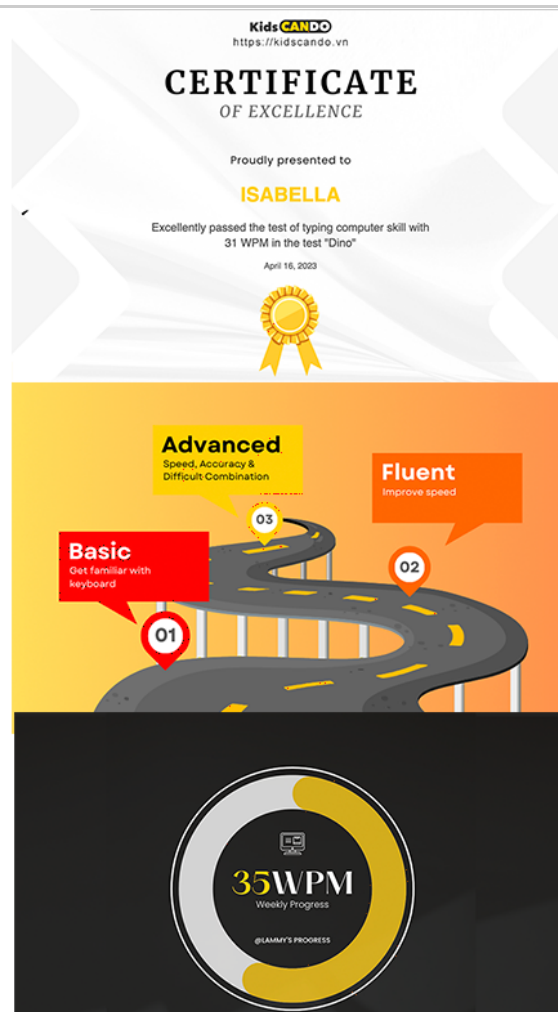 Kids CANDO
https://kidscando.vn
CERTIFICATE
OF EXCELLENCE
Proudly presented to
ISABELLA
Excellently passed the test of typing computer skill with
31 WPM in the test "Dino"
April 16, 2023
Advanced
Speed, Accuracy &
Difficult Combination
03
Fluent
Improve speed
02
Basic
Get familiar with
keyboard
01
35WPM
Weekly Progress
@LAMMY'S PROGRESS